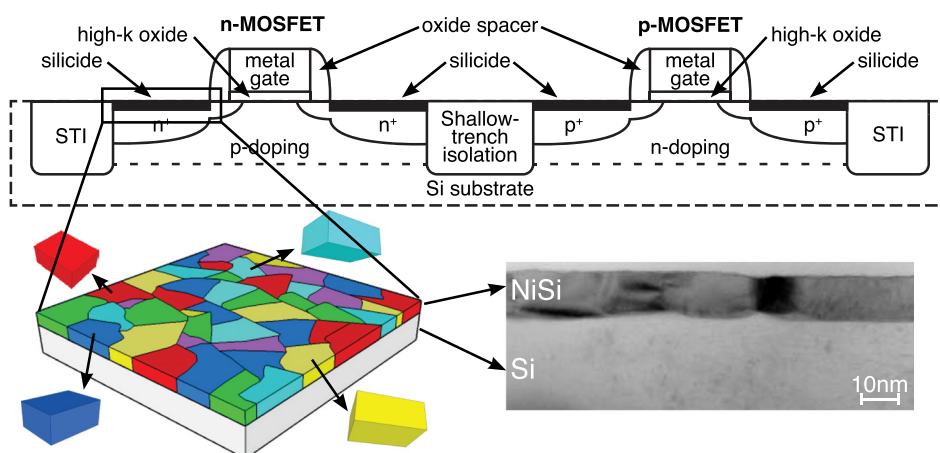 n-MOSFET
p-MOSFET
high-k oxide
oxide spacer
high-k oxide
silicide
metal
gate
silicide
metal
gate
silicide
STI
n⁺
n⁺
Shallow-
trench
isolation
p⁺
p⁺
STI
p-doping
n-doping
Si substrate
NiSi
Si
10nm